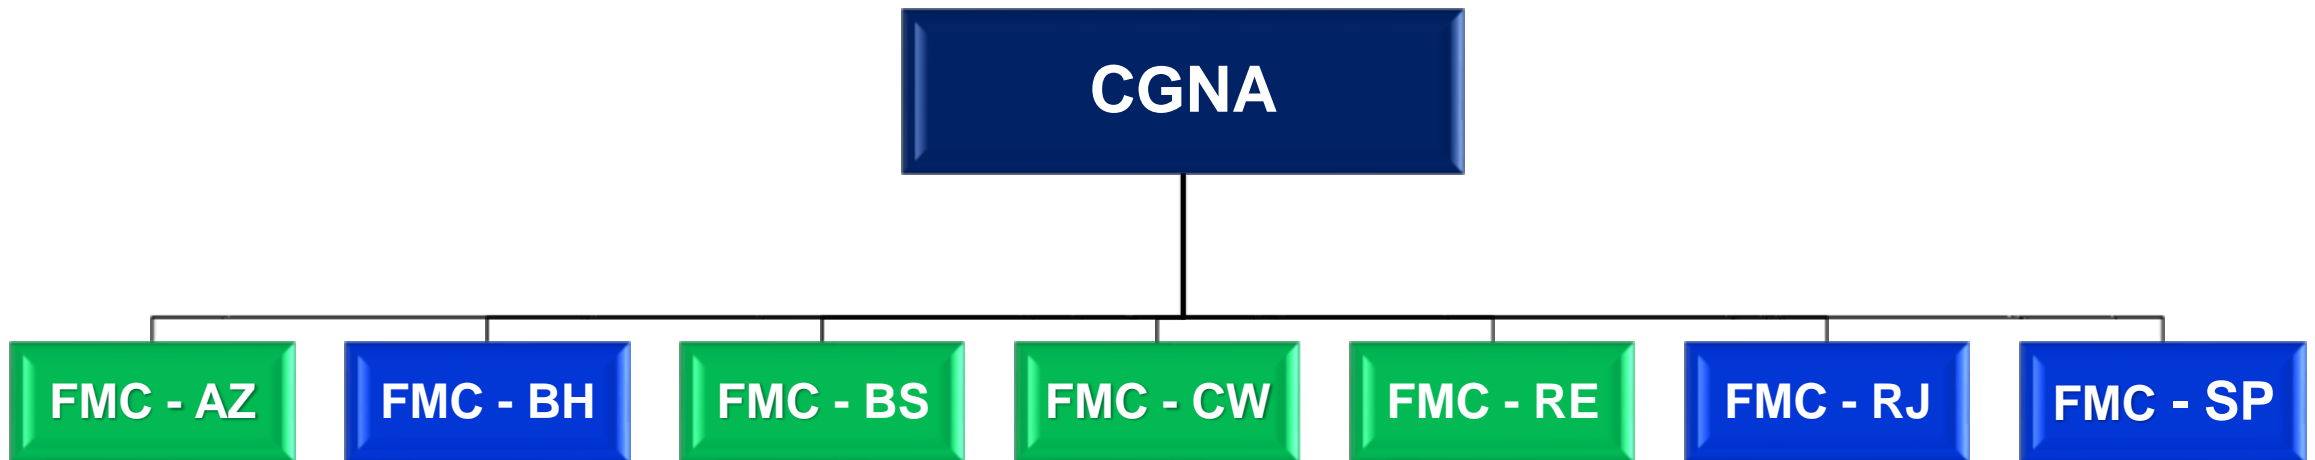 CGNA
FMC - AZ
FMC - BH
FMC - BS
FMC - CW
FMC - RE
FMC - RJ
FMC - SP